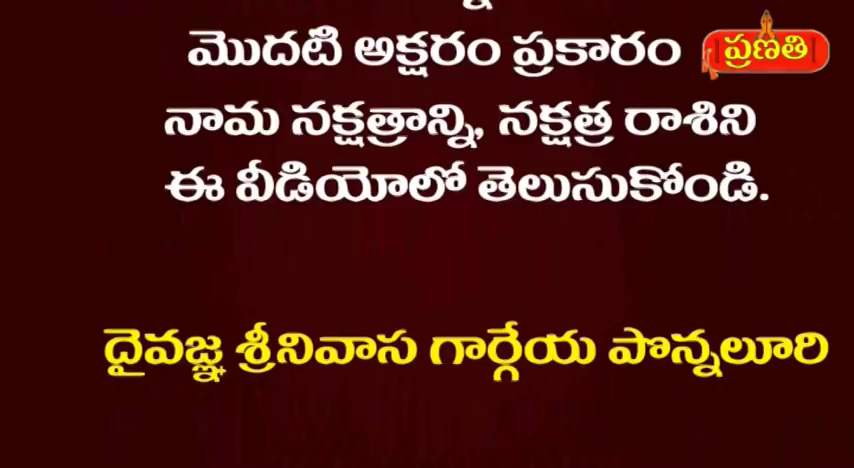 మొదటి అక్షరం ప్రకారం
ప్రణతి
నామ నక్షత్రాన్ని, నక్షత్ర రాశిని
ఈ వీడియోలో తెలుసుకోండి.
దైవజ్ఞ శ్రీనివాస గార్గేయ పొన్నలూరి